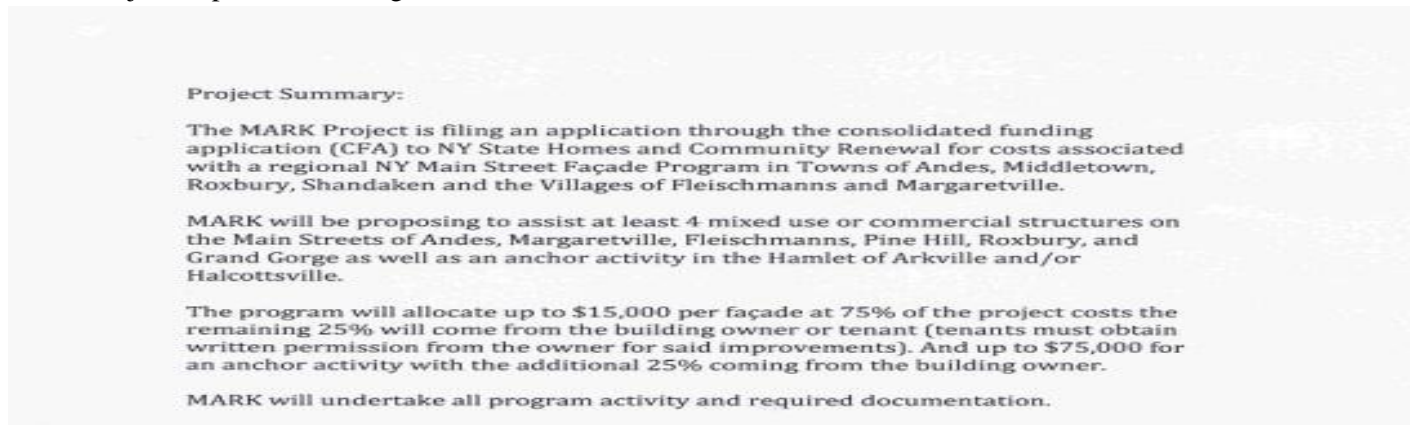 Project Summary:
The MARK Project is filing an application through the consolidated funding
application (CFA) to NY State Homes and Community Renewal for costs associated
with a regional NY Main Street Façade Program in Towns of Andes, Middletown,
Roxbury, Shandaken and the Villages of Fleischmanns and Margaretville.
MARK will be proposing to assist at least 4 mixed use or commercial structures on
the Main Streets of Andes, Margaretville, Fleischmanns, Pine Hill, Roxbury, and
Grand Gorge as well as an anchor activity in the Hamlet of Arkville and/or
Halcottsville.
The program will allocate up to $15,000 per façade at 75% of the project costs the
remaining 25% will come from the building owner or tenant (tenants must obtain
written permission from the owner for said improvements). And up to $75,000 for
an anchor activity with the additional 25% coming from the building owner.
MARK will undertake all program activity and required documentation.